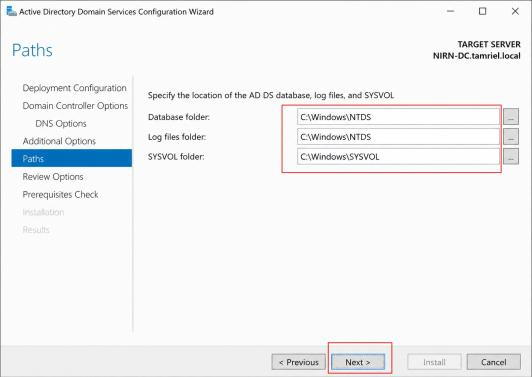 Active Directory Domain Services Configuration Wizard
Paths
TARGET SERVER
NIRN-DC.tamriel.local
Deployment Configuration
Domain Controller Options
DNS Options
Additional Options
Paths
Review Options
Prerequisites Check
Installation
Results
Specify the location of the AD DS database, log files, and SYSVOL
Database folder: C:\Windows\NTDS ...
Log files folder: C:\Windows\NTDS ...
SYSVOL folder: C:\Windows\SYSVOL ...
< Previous Next > Install Cancel